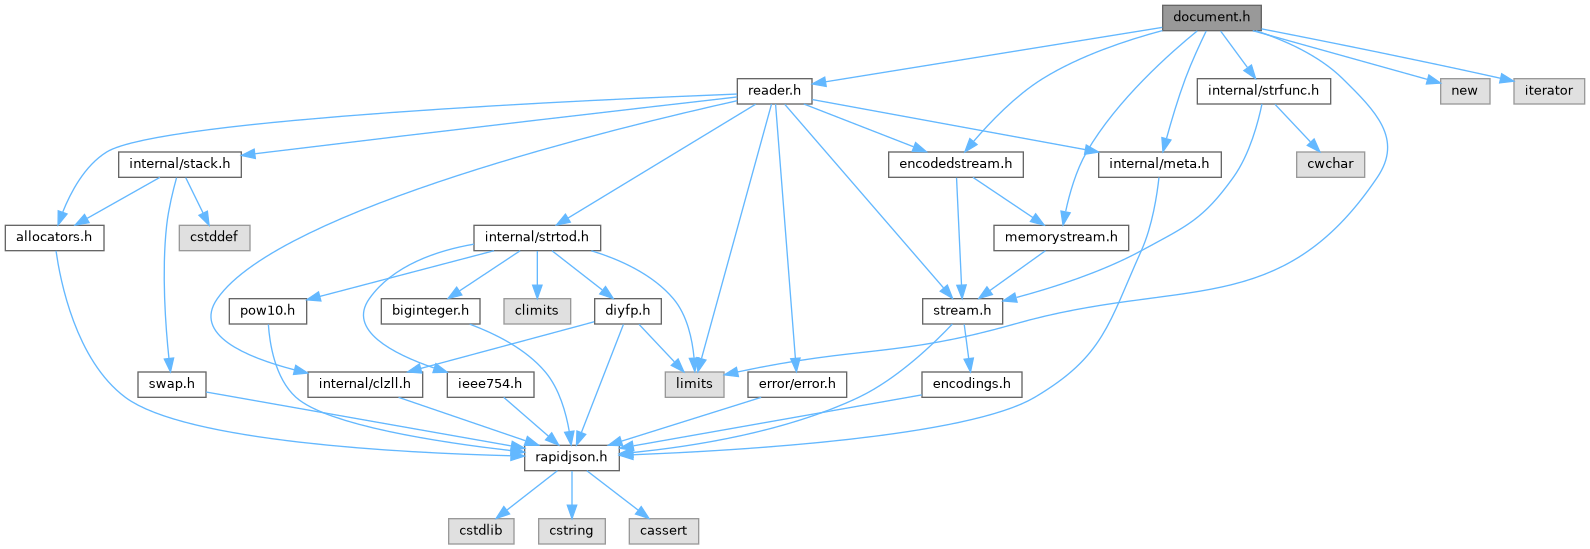 document.h
reader.h
internal/strfunc.h
new
iterator
internal/stack.h
encodedstream.h
internal/meta.h
cwchar
allocators.h
cstddef
internal/strtod.h
memorystream.h
pow10.h
biginteger.h
climits
diyfp.h
stream.h
swap.h
internal/clzll.h
ieee754.h
limits
error/error.h
encodings.h
rapidjson.h
cstdlib
cstring
cassert